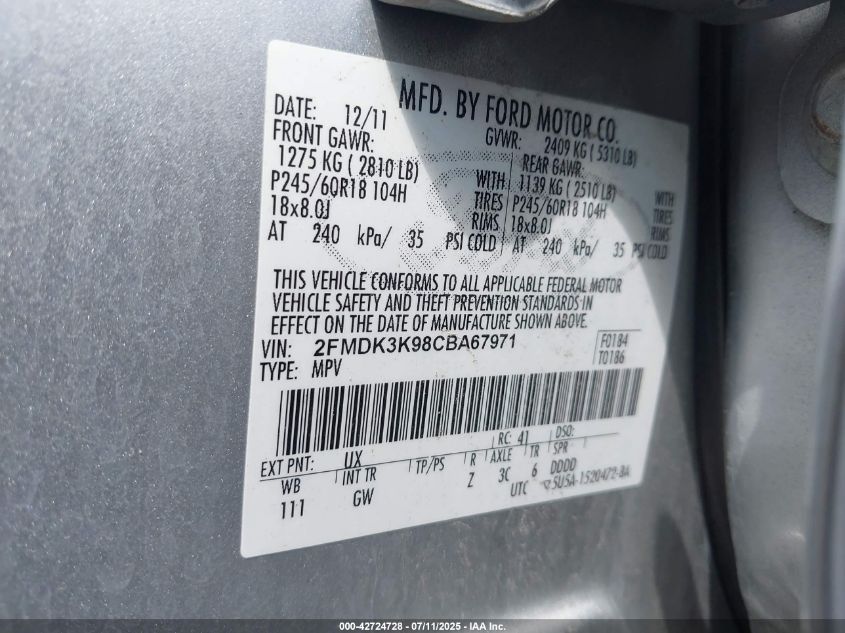 MFD. BY FORD MOTOR CO.
DATE: 12/11 GVWR: 2409 KG ( 5310 LB)
FRONT GAWR: REAR GAWR:
1275 KG ( 2810 LB) WITH 1139 KG ( 2510 LB) WITH
P245/60R18 104H TIRES P245/60R18 104H TIRES
18x8.0J RIMS 18x8.0J RIMS
AT 240 kPa/ 35 PSI COLD AT 240 kPa/ 35 PSI COLD
THIS VEHICLE CONFORMS TO ALL APPLICABLE FEDERAL MOTOR
VEHICLE SAFETY AND THEFT PREVENTION STANDARDS IN
EFFECT ON THE DATE OF MANUFACTURE SHOWN ABOVE.
VIN: 2FMDK3K98CBA67971 F0184
TYPE: MPV T0186
EXT PNT: UX RC: 41 DSO:
WB INT TR TP/PS R AXLE TR SPR
111 GW Z 3C 6 DDDD
UTC 5U5A-1520472-BA
000-42724728 - 07/11/2025 - IAA Inc.